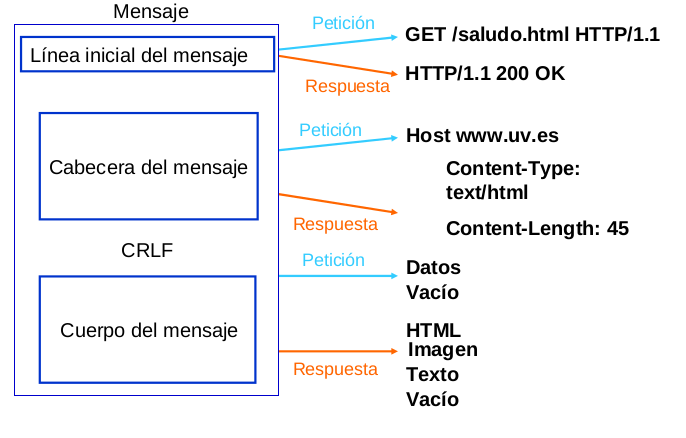 Mensaje
Línea inicial del mensaje
Petición
GET /saludo.html HTTP/1.1
Respuesta
HTTP/1.1 200 OK
Cabecera del mensaje
Petición
Host www.uv.es
Respuesta
Content-Type:
text/html
Content-Length: 45
CRLF
Cuerpo del mensaje
Petición
Datos
Vacío
Respuesta
HTML
Imagen
Texto
Vacío